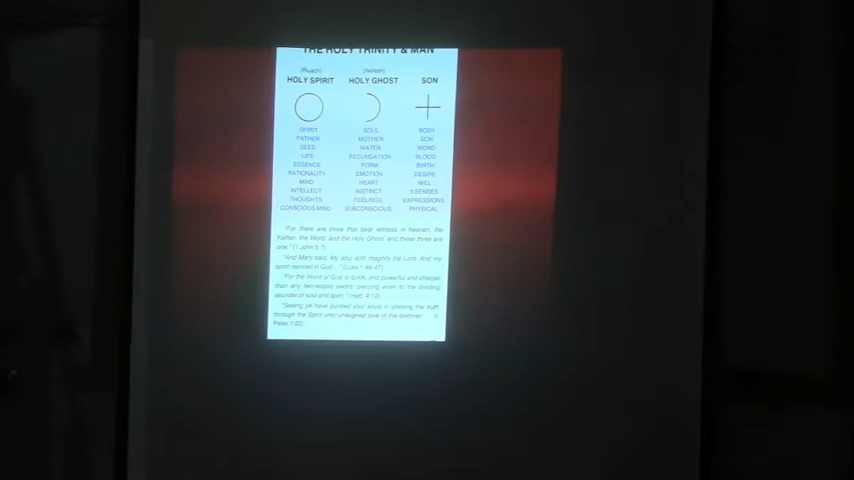 THE HOLY TRINITY & MAN
(Ruach) (Nefesh)
HOLY SPIRIT HOLY GHOST SON
SPIRIT SOUL BODY
FATHER MOTHER SON
SEED WATER WORD
LIFE FECUNDATION BLOOD
ESSENCE FORM BIRTH
RATIONALITY EMOTION DESIRE
MIND HEART WILL
INTELLECT INSTINCT 5 SENSES
THOUGHTS FEELINGS EXPRESSIONS
CONSCIOUS MIND SUBCONSCIOUS PHYSICAL
"For there are three that bear witness in heaven, the
Father, the Word, and the Holy Ghost: and these three are
one." (1 John 5:7)
"And Mary said, My soul doth magnify the Lord. And my
spirit rejoiced in God ..." (Luke 1:46-47)
"For the Word of God is quick, and powerful and sharper
than any two-edged sword, piercing even to the dividing
asunder of soul and spirit." (Heb. 4:12)
"Seeing ye have purified your souls in obeying the truth
through the Spirit unto unfeigned love of the brethren (I
Peter 1:22)